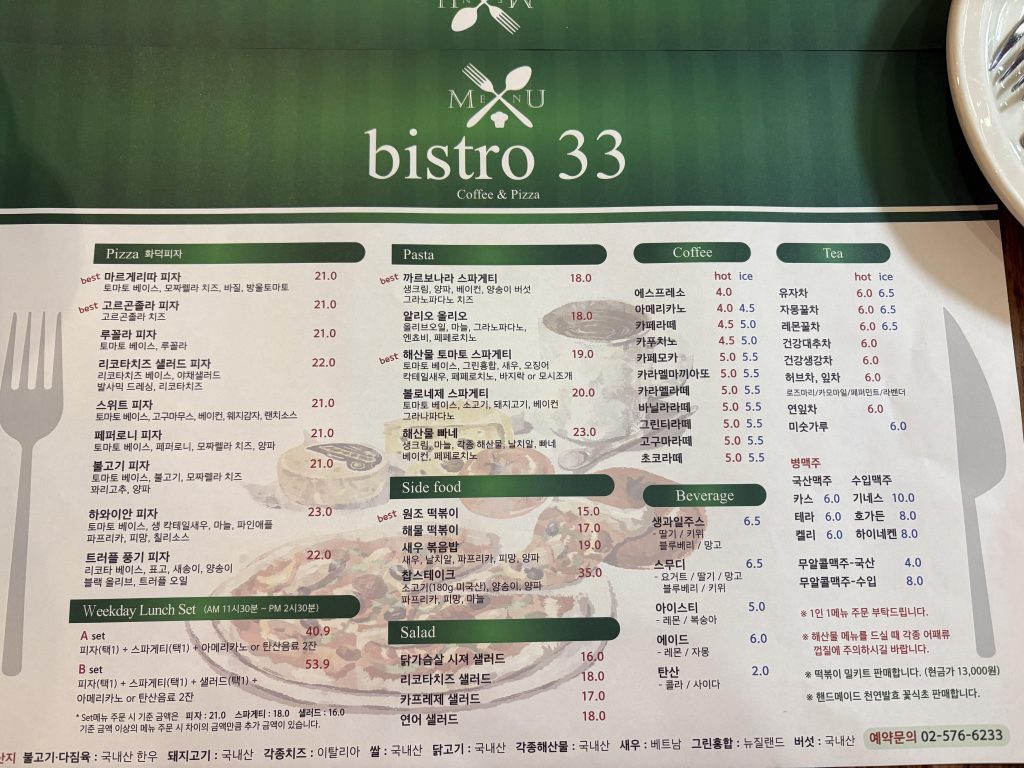 MENU
MENU
bistro 33
Coffee & Pizza
Pizza 화덕피자
best 마르게리따 피자 21.0
토마토 베이스, 모짜렐라 치즈, 바질, 방울토마토
best 고르곤졸라 피자 21.0
고르곤졸라 치즈
루꼴라 피자 21.0
토마토 베이스, 루꼴라
리코타치즈 샐러드 피자 22.0
리코타치즈 베이스, 야채샐러드
발사믹 드레싱, 리코타치즈
스위트 피자 21.0
토마토 베이스, 고구마무스, 베이컨, 웨지감자, 랜치소스
페퍼로니 피자 21.0
토마토 베이스, 페퍼로니, 모짜렐라 치즈, 양파
불고기 피자 21.0
토마토 베이스, 불고기, 모짜렐라 치즈
꽈리고추, 양파
하와이안 피자 23.0
토마토 베이스, 생 칵테일새우, 마늘, 파인애플
파프리카, 피망, 칠리소스
트러플 풍기 피자 22.0
리코타 베이스, 표고, 새송이, 양송이
블랙 올리브, 트러플 오일
Weekday Lunch Set (AM 11시30분 ~ PM 2시30분)
A set 40.9
피자(택1) + 스파게티(택1) + 아메리카노 or 탄산음료 2잔
B set 53.9
피자(택1) + 스파게티(택1) + 샐러드(택1) +
아메리카노 or 탄산음료 2잔
* Set메뉴 주문 시 기준 금액은 피자 : 21.0 스파게티 : 18.0 샐러드 : 16.0
기준 금액 이상의 메뉴 주문 시 차이의 금액만큼 추가 금액이 있습니다.
Pasta
best 까르보나라 스파게티 18.0
생크림, 양파, 베이컨, 양송이 버섯
그라노파다노 치즈
알리오 올리오 18.0
올리브오일, 마늘, 그라노파다노,
엔쵸비, 페페로치노
best 해산물 토마토 스파게티 19.0
토마토 베이스, 그린홍합, 새우, 오징어
칵테일새우, 페페로치노, 바지락 or 모시조개
볼로네제 스파게티 20.0
토마토 베이스, 소고기, 돼지고기, 베이컨
그라나파다노
해산물 빠네 23.0
생크림, 마늘, 각종 해산물, 날치알, 빠네
베이컨, 페페로치노
Side food
best 원조 떡볶이 15.0
해물 떡볶이 17.0
새우 볶음밥 19.0
새우, 날치알, 파프리카, 피망, 양파
찹스테이크 35.0
소고기(180g 미국산), 양송이, 양파
파프리카, 피망, 마늘
Salad
닭가슴살 시져 샐러드 16.0
리코타치즈 샐러드 18.0
카프레제 샐러드 17.0
연어 샐러드 18.0
Coffee
hot ice
에스프레소 4.0
아메리카노 4.0 4.5
카페라떼 4.5 5.0
카푸치노 4.5 5.0
카페모카 5.0 5.5
카라멜마끼아또 5.0 5.5
카라멜라떼 5.0 5.5
바닐라라떼 5.0 5.5
그린티라떼 5.0 5.5
고구마라떼 5.0 5.5
초코라떼 5.0 5.5
Beverage
생과일주스 6.5
- 딸기 / 키위
블루베리 / 망고
스무디 6.5
- 요거트 / 딸기 / 망고
블루베리 / 키위
아이스티 5.0
- 레몬 / 복숭아
에이드 6.0
- 레몬 / 자몽
탄산 2.0
- 콜라 / 사이다
Tea
hot ice
유자차 6.0 6.5
자몽꿀차 6.0 6.5
레몬꿀차 6.0 6.5
건강대추차 6.0
건강생강차 6.0
허브차, 잎차 6.0
로즈마리/카모마일/페퍼민트/라벤더
연잎차 6.0
미숫가루 6.0
병맥주
국산맥주 수입맥주
카스 6.0 기네스 10.0
테라 6.0 호가든 8.0
켈리 6.0 하이네켄 8.0
무알콜맥주-국산 4.0
무알콜맥주-수입 8.0
※ 1인 1메뉴 주문 부탁드립니다.
※ 해산물 메뉴를 드실 때 각종 어패류
껍질에 주의하시길 바랍니다.
※ 떡볶이 밀키트 판매합니다. (현금가 13,000원)
※ 핸드메이드 천연발효 꽃식초 판매합니다.
산지 불고기·다짐육 : 국내산 한우 돼지고기 : 국내산 각종치즈 : 이탈리아 쌀 : 국내산 닭고기 : 국내산 각종해산물 : 국내산 새우 : 베트남 그린홍합 : 뉴질랜드 버섯 : 국내산 예약문의 02-576-6233